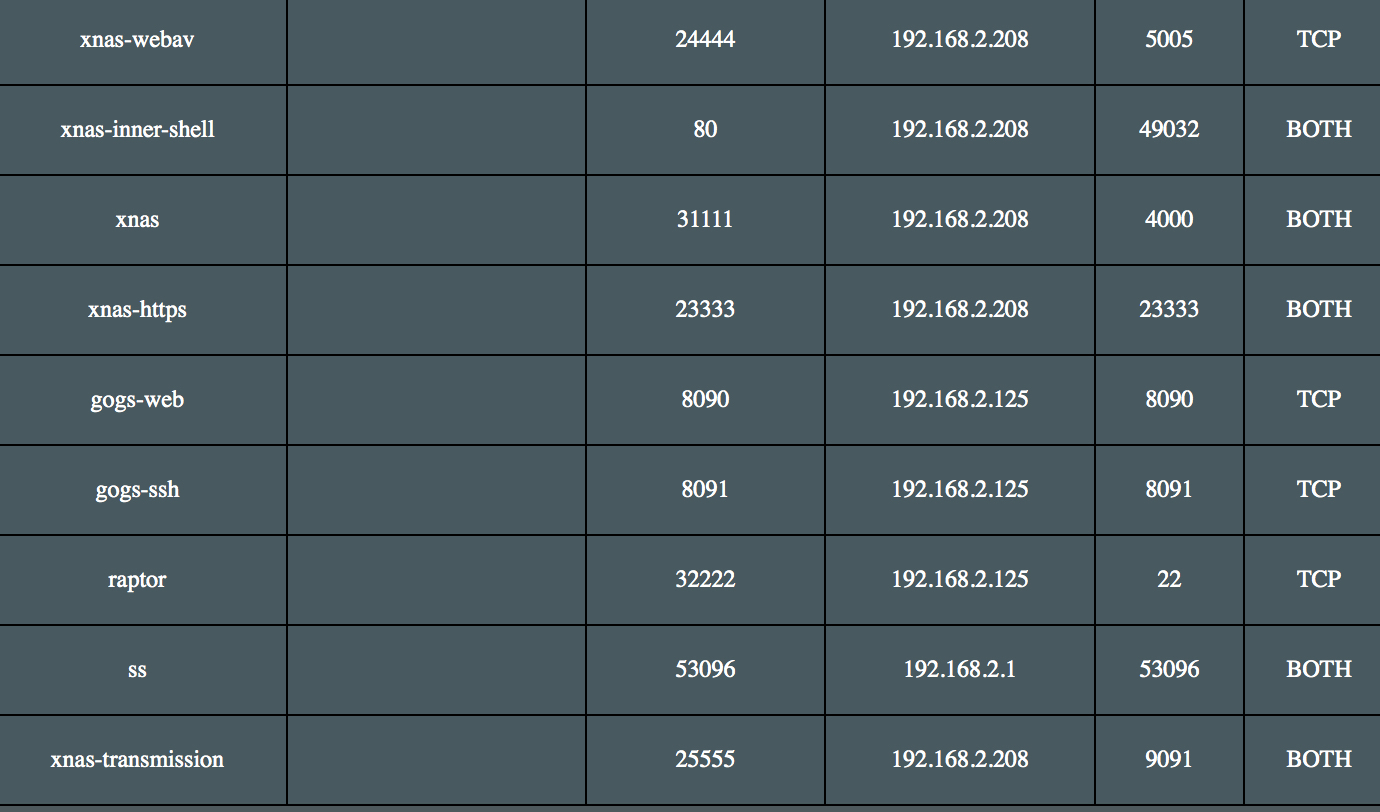 xnas-webav 24444 192.168.2.208 5005 TCP
xnas-inner-shell 80 192.168.2.208 49032 BOTH
xnas 31111 192.168.2.208 4000 BOTH
xnas-https 23333 192.168.2.208 23333 BOTH
gogs-web 8090 192.168.2.125 8090 TCP
gogs-ssh 8091 192.168.2.125 8091 TCP
raptor 32222 192.168.2.125 22 TCP
ss 53096 192.168.2.1 53096 BOTH
xnas-transmission 25555 192.168.2.208 9091 BOTH